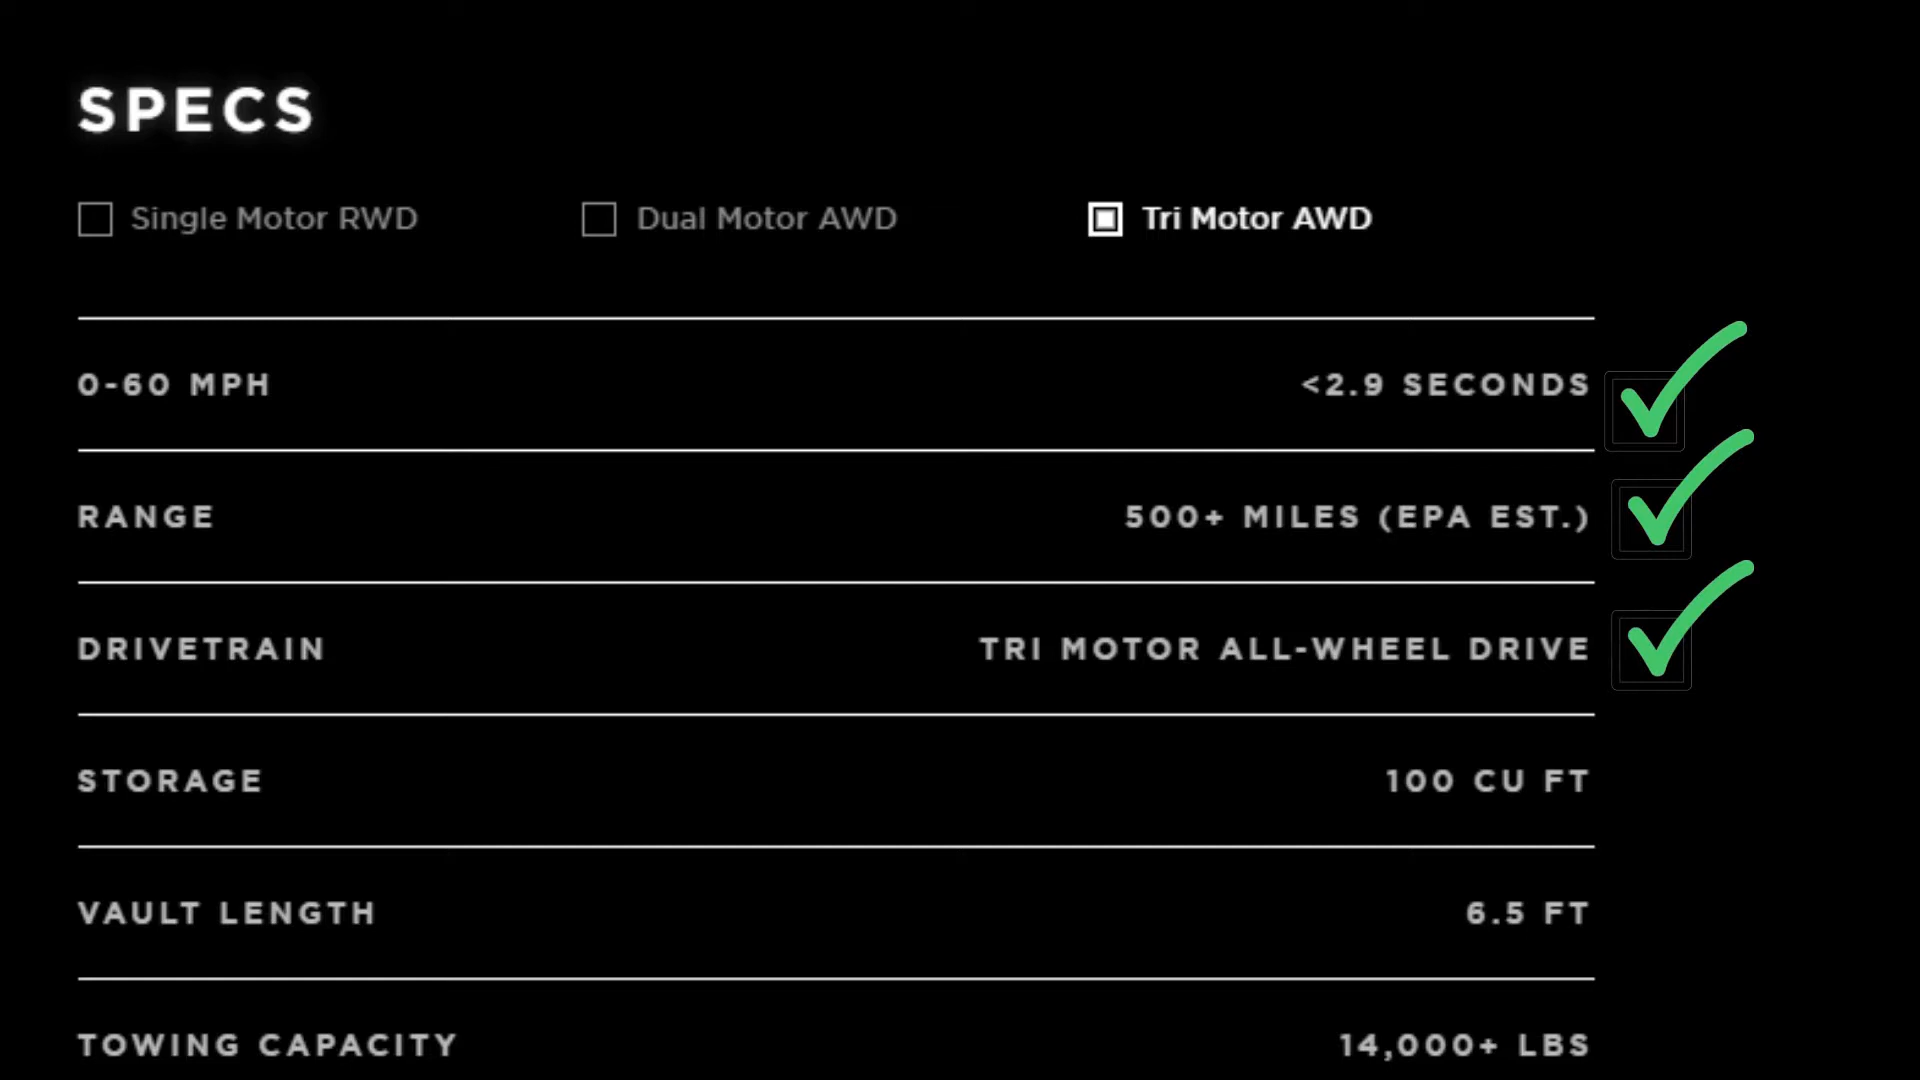 SPECS
Single Motor RWD Dual Motor AWD Tri Motor AWD
0-60 MPH <2.9 SECONDS
RANGE 500+ MILES (EPA EST.)
DRIVETRAIN TRI MOTOR ALL-WHEEL DRIVE
STORAGE 100 CU FT
VAULT LENGTH 6.5 FT
TOWING CAPACITY 14,000+ LBS